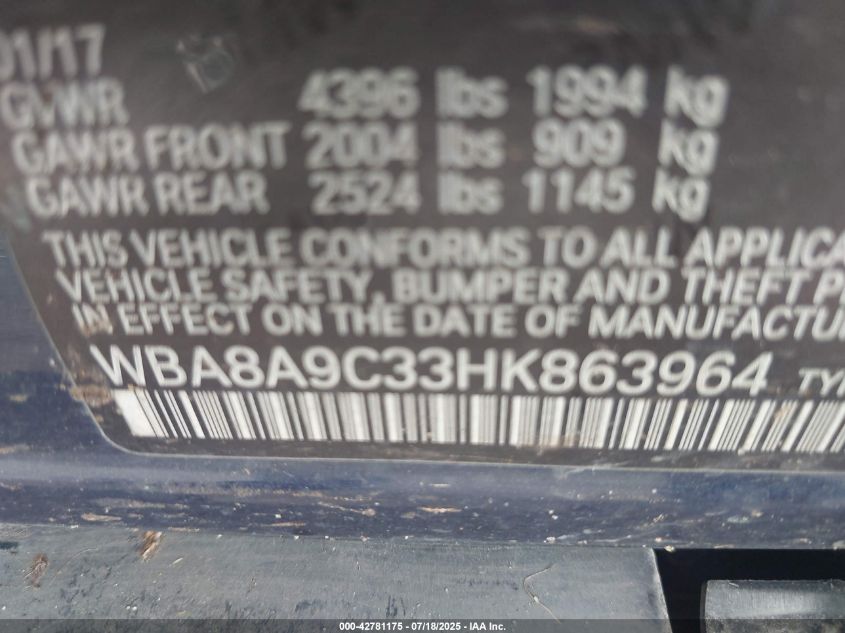 01/17
GVWR 4396 lbs 1994 kg
GAWR FRONT 2004 lbs 909 kg
GAWR REAR 2524 lbs 1145 kg
THIS VEHICLE CONFORMS TO ALL APPLICA
VEHICLE SAFETY, BUMPER AND THEFT P
IN EFFECT ON THE DATE OF MANUFACTU
WBA8A9C33HK863964 TYP
000-42781175 - 07/18/2025 - IAA Inc.